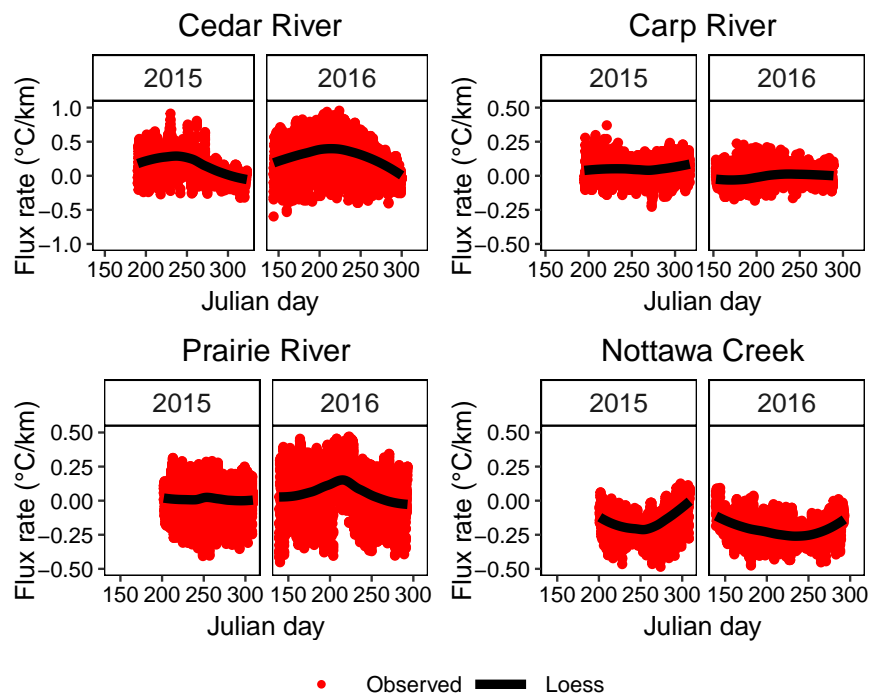 Cedar River
2015 2016
Flux rate (°C/km)
1.0
0.5
0.0
−0.5
−1.0
150 200 250 300 150 200 250 300
Julian day
Carp River
2015 2016
Flux rate (°C/km)
0.50
0.25
0.00
−0.25
−0.50
150 200 250 300 150 200 250 300
Julian day
Prairie River
2015 2016
Flux rate (°C/km)
0.50
0.25
0.00
−0.25
−0.50
150 200 250 300 150 200 250 300
Julian day
Nottawa Creek
2015 2016
Flux rate (°C/km)
0.50
0.25
0.00
−0.25
−0.50
150 200 250 300 150 200 250 300
Julian day
Observed Loess